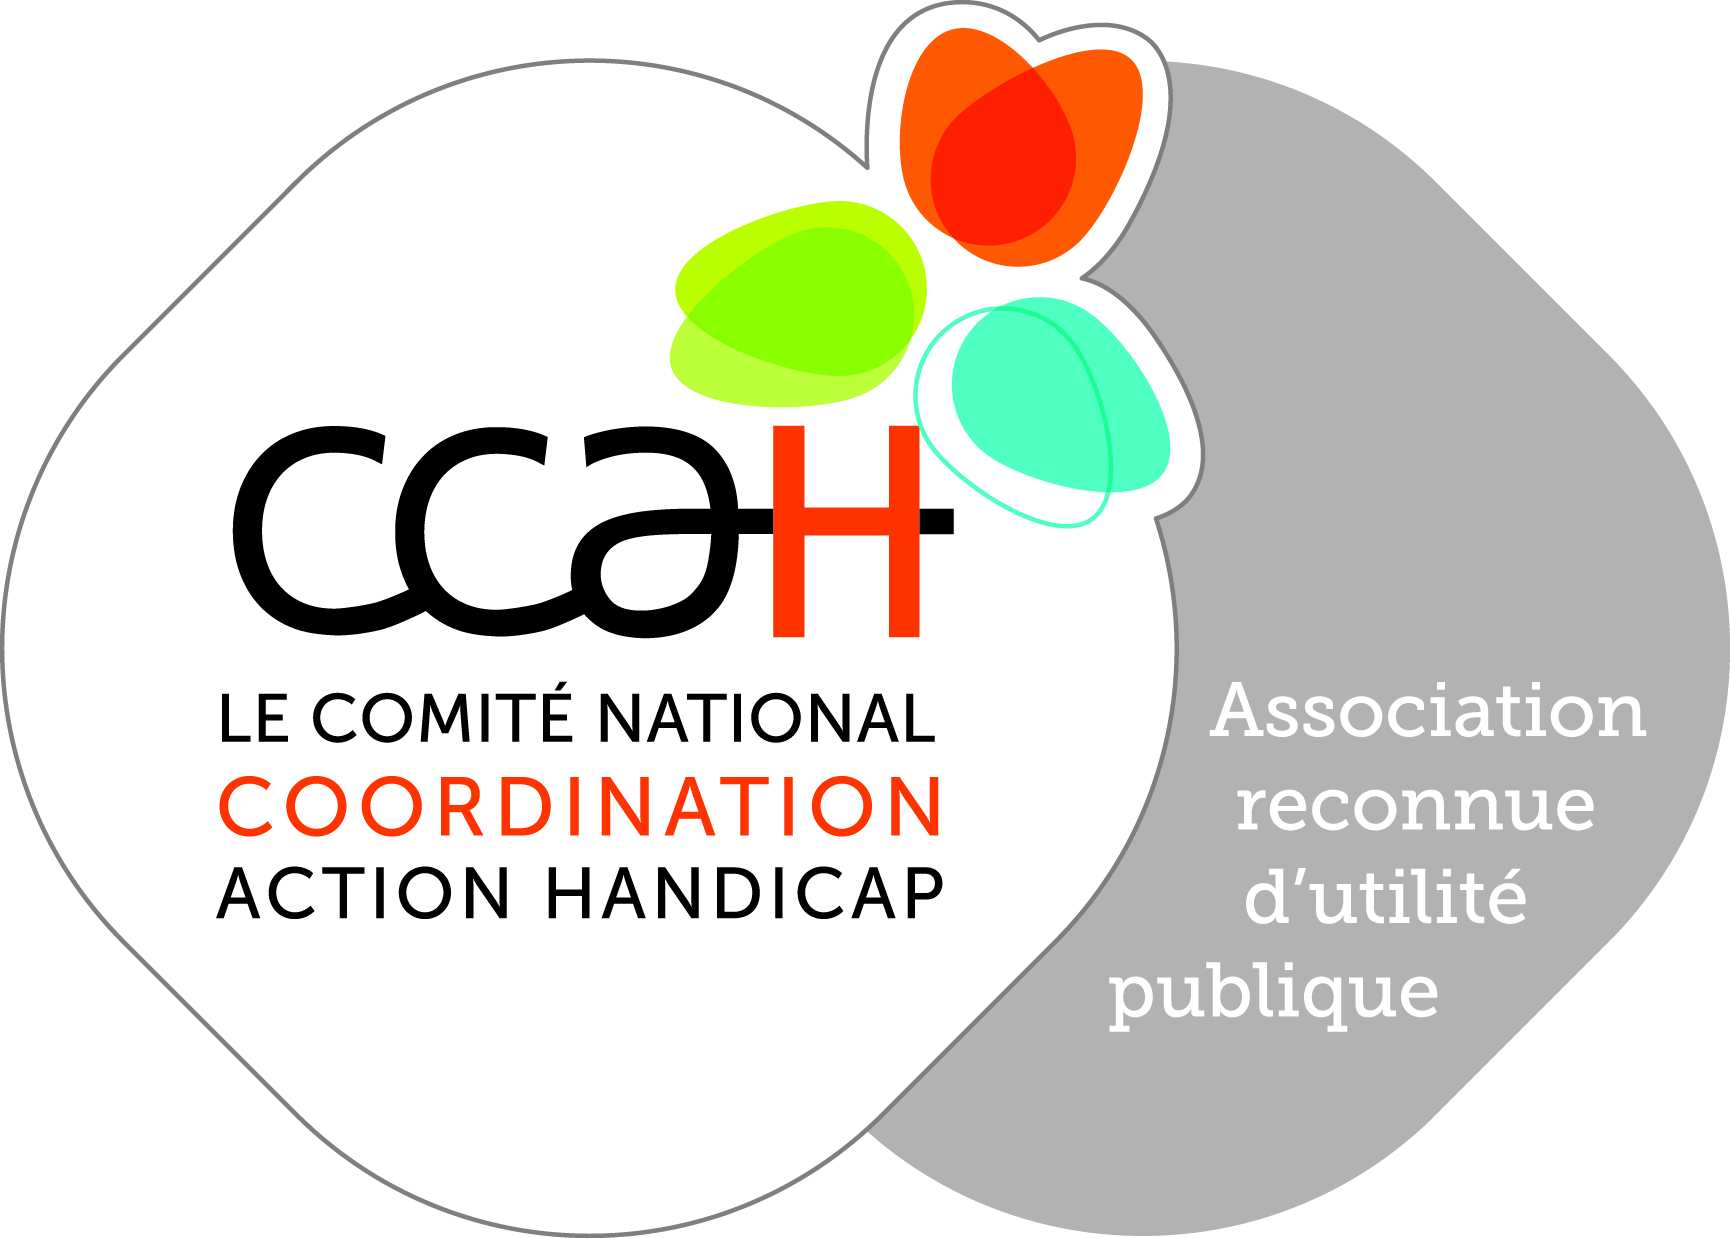 ccaH
LE COMITÉ NATIONAL
COORDINATION
ACTION HANDICAP
Association
reconnue
d’utilité
publique